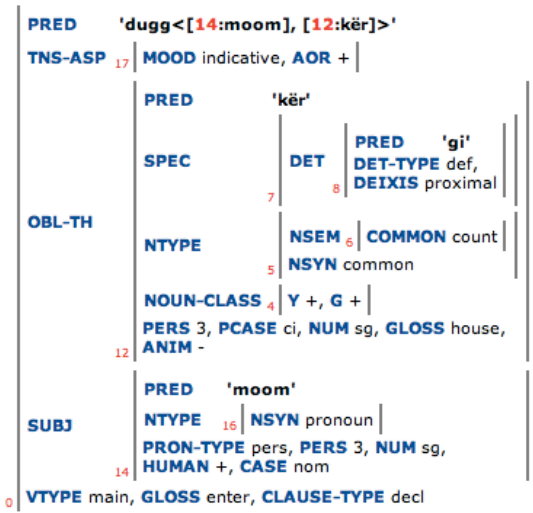 PRED 'dugg<[14:moom], [12:kër]>'
TNS-ASP 17 MOOD indicative, AOR +
PRED 'kër'
PRED 'gi'
SPEC DET DET-TYPE def,
7 8 DEIXIS proximal
OBL-TH
NTYPE NSEM 6 COMMON count
5 NSYN common
NOUN-CLASS 4 Y +, G +
PERS 3, PCASE ci, NUM sg, GLOSS house,
12 ANIM -
PRED 'moom'
SUBJ NTYPE 16 NSYN pronoun
PRON-TYPE pers, PERS 3, NUM sg,
14 HUMAN +, CASE nom
0 VTYPE main, GLOSS enter, CLAUSE-TYPE decl